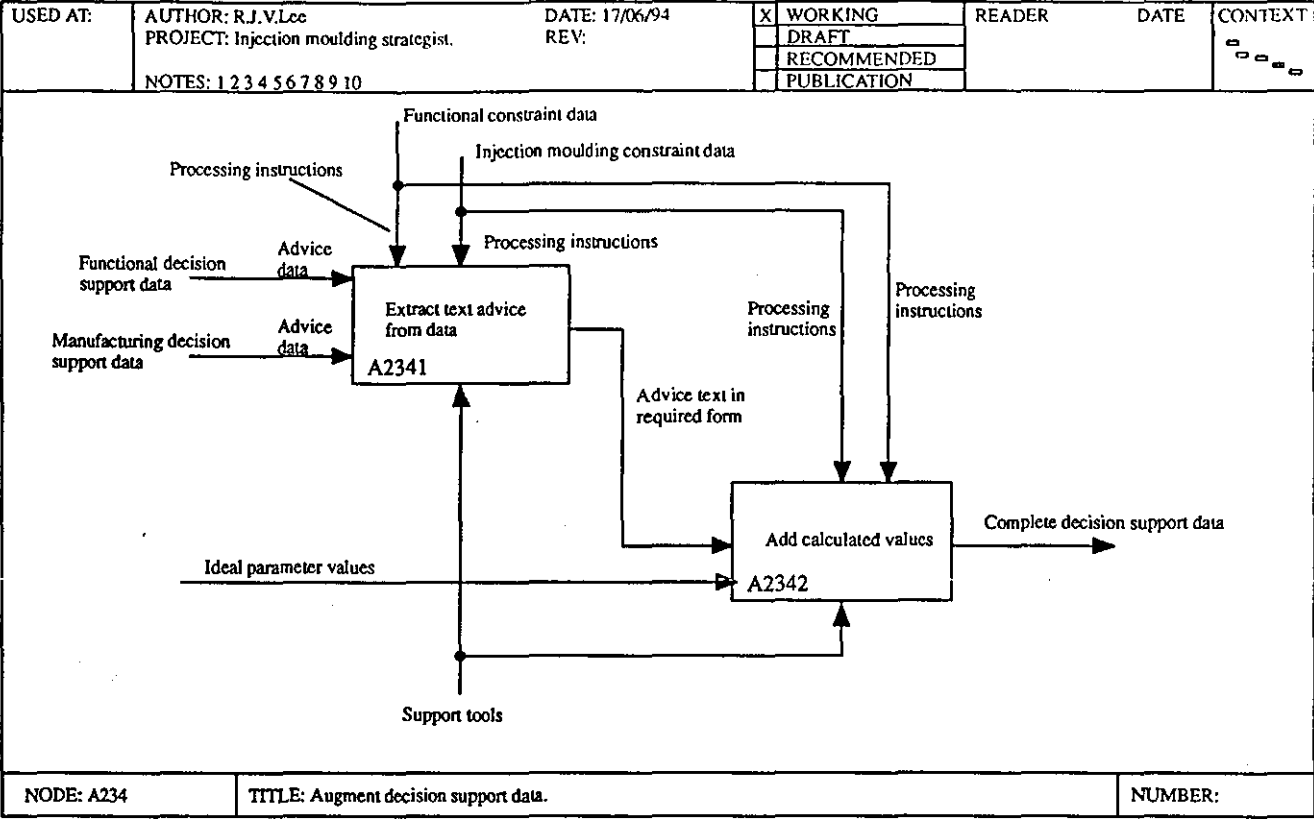 USED AT:
AUTHOR: R.J.V.Lee
DATE: 17/06/94
X WORKING
READER
DATE
CONTEXT
PROJECT: Injection moulding strategist.
REV:
DRAFT
RECOMMENDED
NOTES: 1 2 3 4 5 6 7 8 9 10
PUBLICATION
Functional constraint data
Injection moulding constraint data
Processing instructions
Processing instructions
Functional decision
support data
Advice
data
Manufacturing decision
support data
Advice
data
Extract text advice
from data
A2341
Processing
instructions
Processing
instructions
Advice text in
required form
Add calculated values
A2342
Complete decision support data
Ideal parameter values
Support tools
NODE: A234
TITLE: Augment decision support data.
NUMBER: